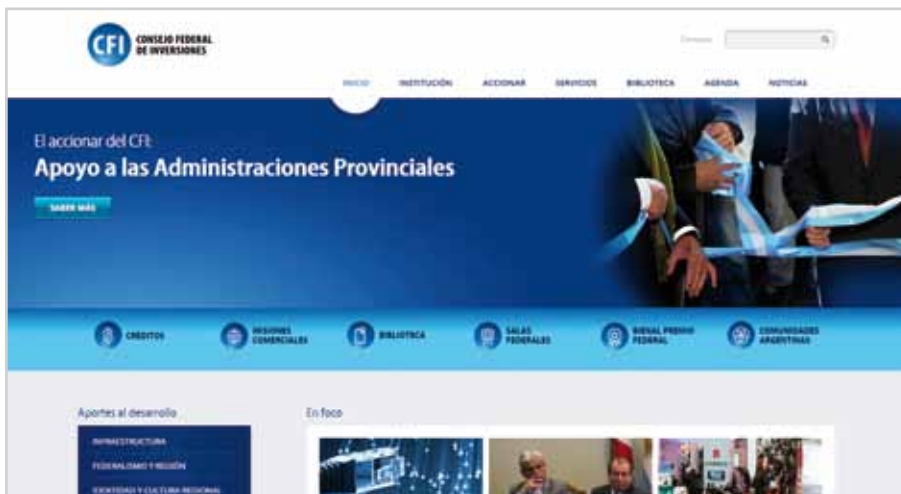 CFI
CONSEJO FEDERAL
DE INVERSIONES
INICIO
INSTITUCIÓN
ACCIONAR
SERVICIOS
BIBLIOTECA
AGENDA
NOTICIAS
El accionar del CFI:
Apoyo a las Administraciones Provinciales
SABER MÁS
CRÉDITOS
MISIONES
COMERCIALES
BIBLIOTECA
SALAS
FEDERALES
BIENAL PREMIO
FEDERAL
COMUNIDADES
ARGENTINAS
Aportes al desarrollo
En foco
INFRAESTRUCTURA
FEDERALISMO Y REGIÓN
IDENTIDAD Y CULTURA REGIONAL